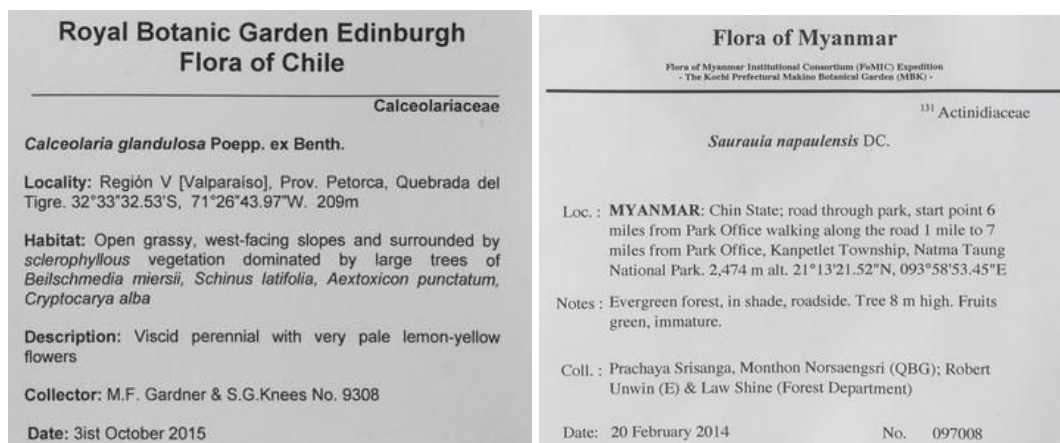 Royal Botanic Garden Edinburgh
Flora of Chile
Calceolariaceae
Calceolaria glandulosa Poepp. ex Benth.
Locality: Región V [Valparaíso], Prov. Petorca, Quebrada del
Tigre. 32°33"32.53'S, 71°26"43.97"W. 209m
Habitat: Open grassy, west-facing slopes and surrounded by
sclerophyllous vegetation dominated by large trees of
Beilschmedia miersii, Schinus latifolia, Aextoxicon punctatum,
Cryptocarya alba
Description: Viscid perennial with very pale lemon-yellow
flowers
Collector: M.F. Gardner & S.G.Knees No. 9308
Date: 3ist October 2015
Flora of Myanmar
Flora of Myanmar Institutional Consortium (FoMIC) Expedition
- The Kochi Prefectural Makino Botanical Garden (MBK) -
131 Actinidiaceae
Saurauia napaulensis DC.
Loc. : MYANMAR: Chin State; road through park, start point 6
miles from Park Office walking along the road 1 mile to 7
miles from Park Office, Kanpetlet Township, Natma Taung
National Park. 2,474 m alt. 21°13'21.52"N, 093°58'53.45"E
Notes : Evergreen forest, in shade, roadside. Tree 8 m high. Fruits
green, immature.
Coll. : Prachaya Srisanga, Monthon Norsaengsri (QBG); Robert
Unwin (E) & Law Shine (Forest Department)
Date: 20 February 2014 No. 097008